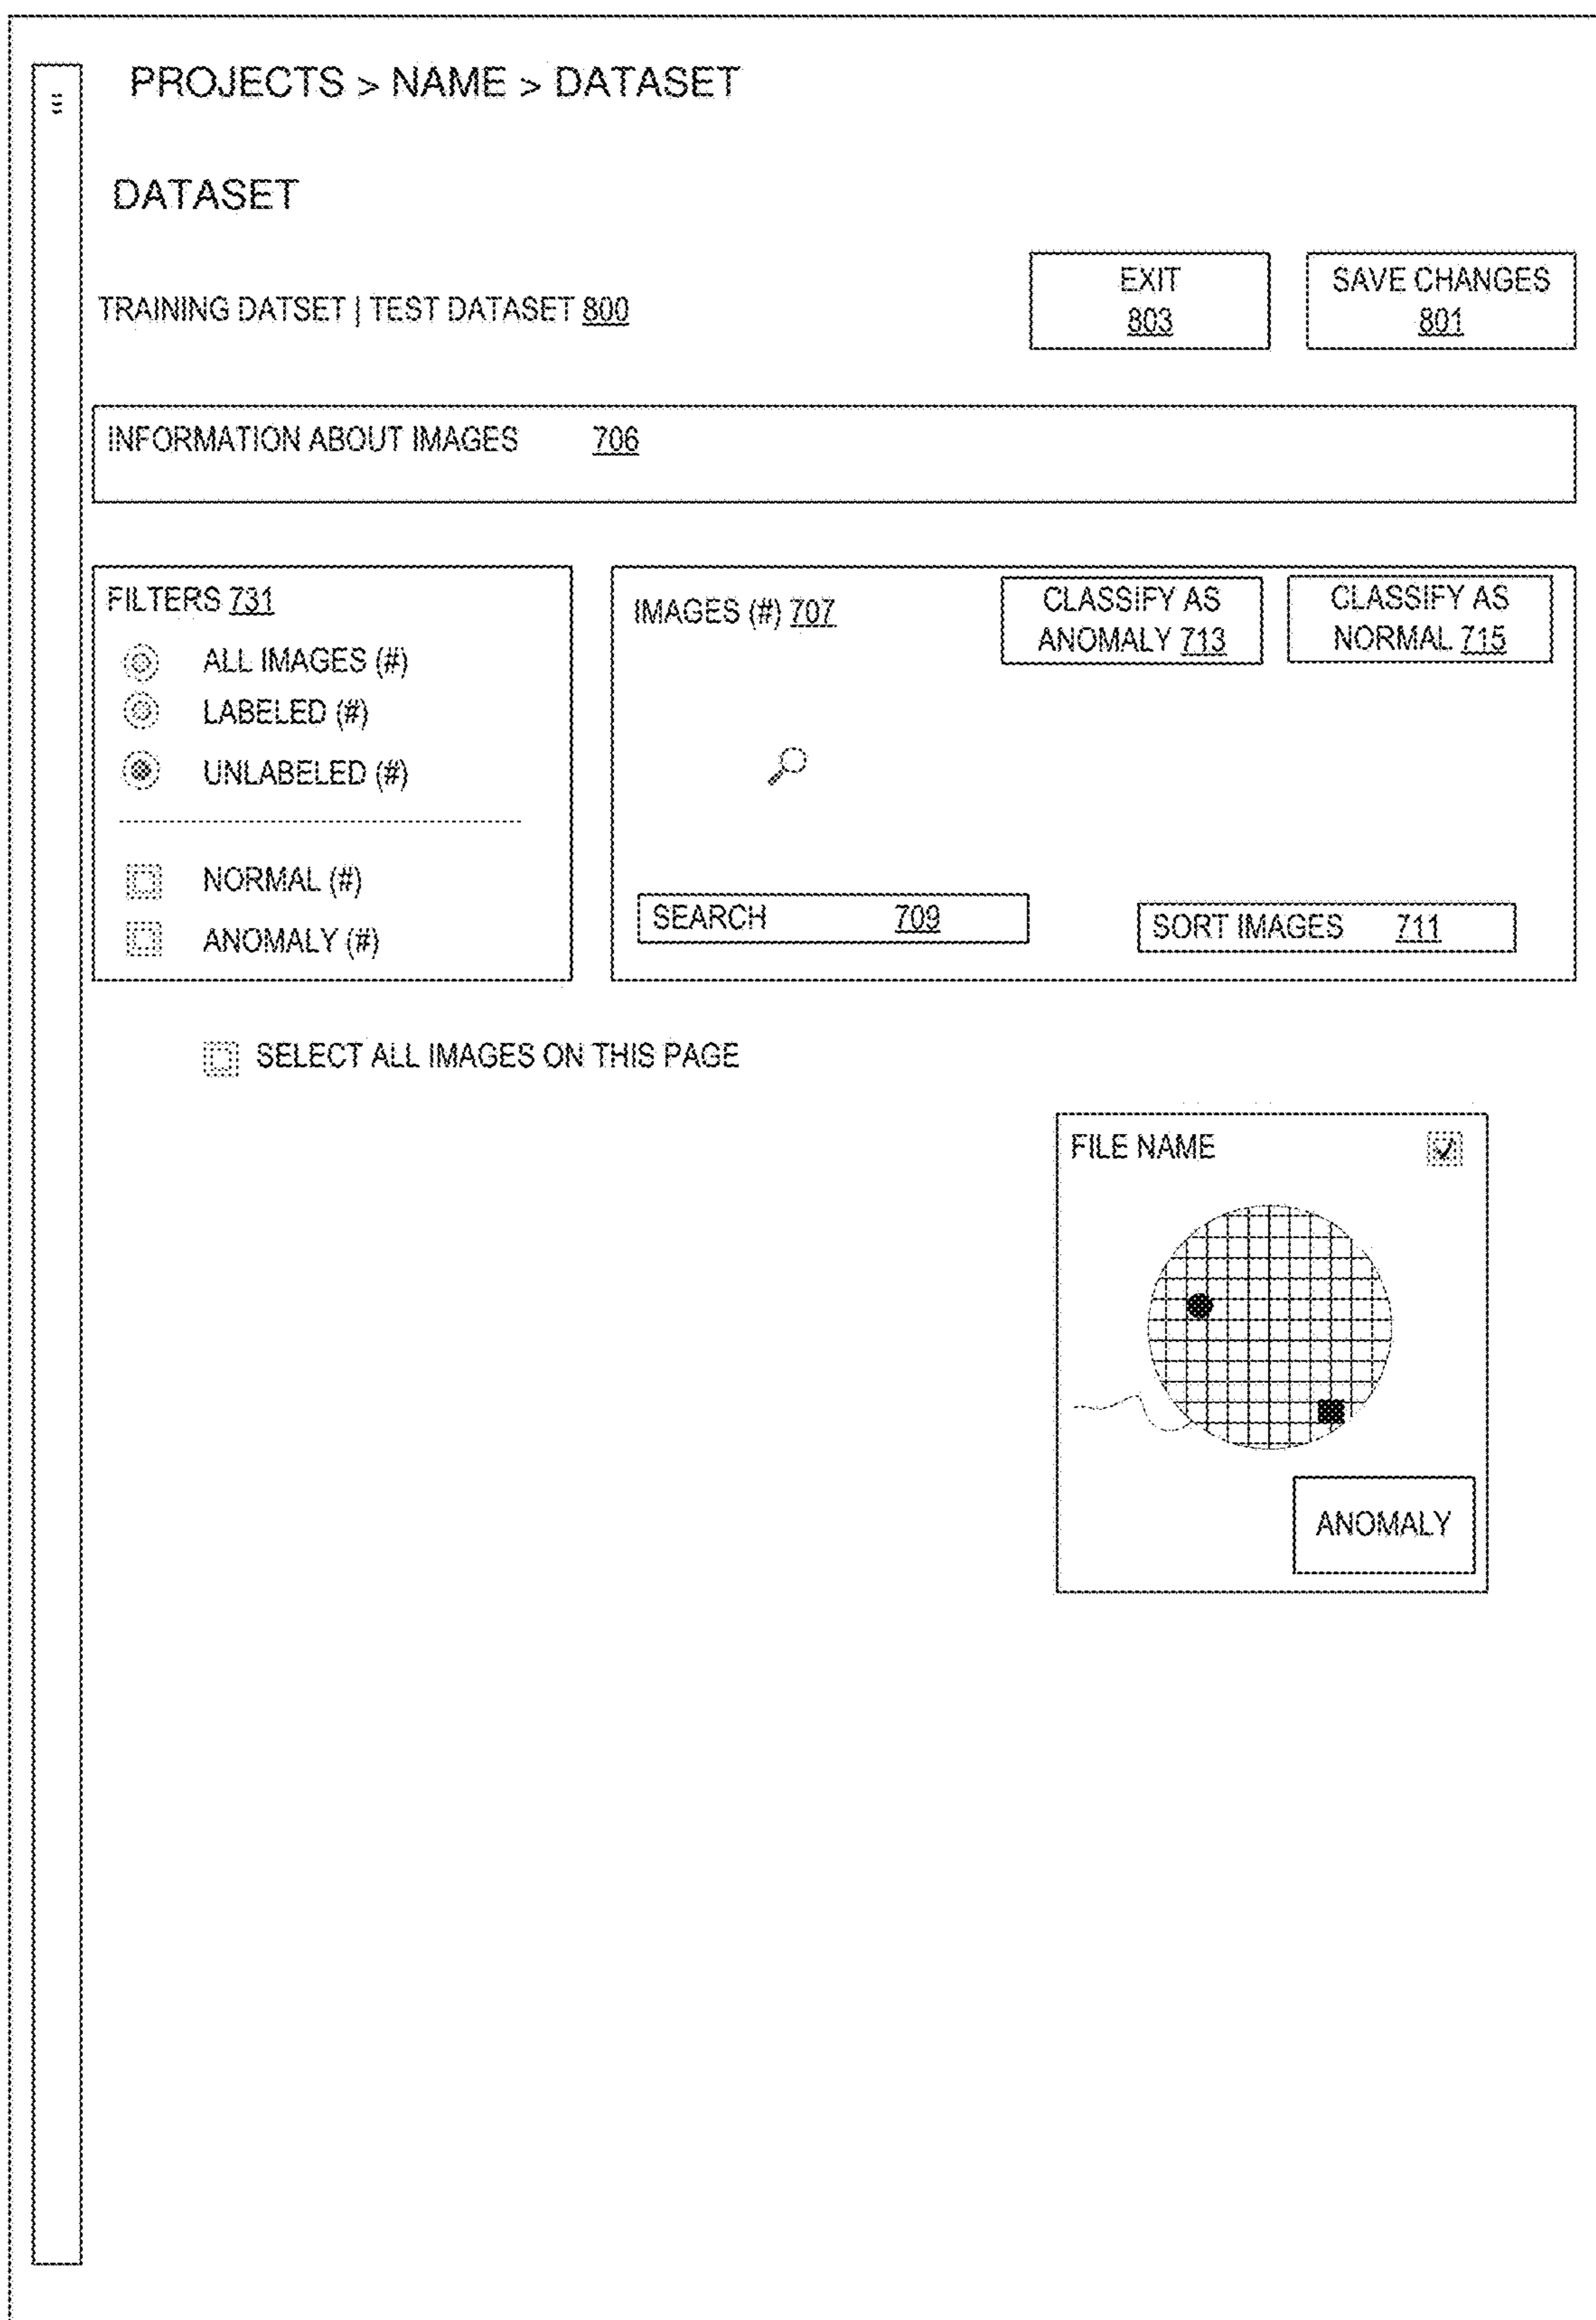 PROJECTS > NAME > DATASET
DATASET
TRAINING DATSET | TEST DATASET 800
EXIT
803
SAVE CHANGES
801
INFORMATION ABOUT IMAGES 706
FILTERS 731
ALL IMAGES (#)
LABELED (#)
UNLABELED (#)
NORMAL (#)
ANOMALY (#)
IMAGES (#) 707
CLASSIFY AS
ANOMALY 713
CLASSIFY AS
NORMAL 715
SEARCH 709
SORT IMAGES 711
SELECT ALL IMAGES ON THIS PAGE
FILE NAME
ANOMALY